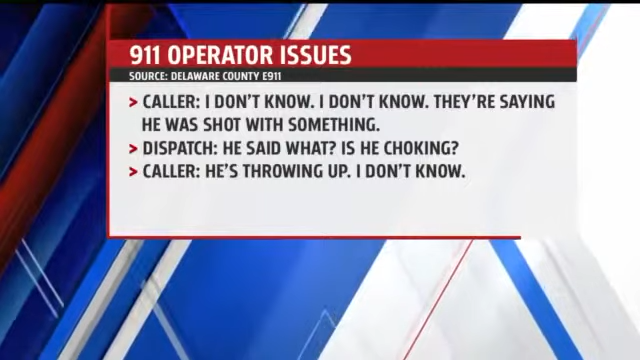 911 OPERATOR ISSUES
SOURCE: DELAWARE COUNTY E911
> CALLER: I DON'T KNOW. I DON'T KNOW. THEY'RE SAYING
HE WAS SHOT WITH SOMETHING.
> DISPATCH: HE SAID WHAT? IS HE CHOKING?
> CALLER: HE'S THROWING UP. I DON'T KNOW.